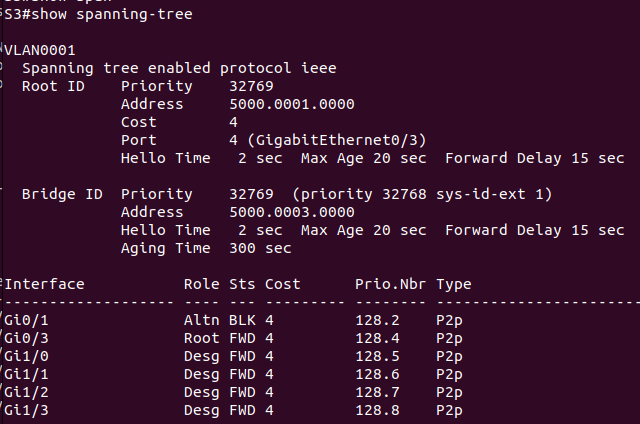 S3#show spanning-tree
VLAN0001
Spanning tree enabled protocol ieee
Root ID Priority 32769
Address 5000.0001.0000
Cost 4
Port 4 (GigabitEthernet0/3)
Hello Time 2 sec Max Age 20 sec Forward Delay 15 sec
Bridge ID Priority 32769 (priority 32768 sys-id-ext 1)
Address 5000.0003.0000
Hello Time 2 sec Max Age 20 sec Forward Delay 15 sec
Aging Time 300 sec
Interface Role Sts Cost Prio.Nbr Type
------------------- ---- --- --------- -------- --------------------------------
Gi0/1 Altn BLK 4 128.2 P2p
Gi0/3 Root FWD 4 128.4 P2p
Gi1/0 Desg FWD 4 128.5 P2p
Gi1/1 Desg FWD 4 128.6 P2p
Gi1/2 Desg FWD 4 128.7 P2p
Gi1/3 Desg FWD 4 128.8 P2p